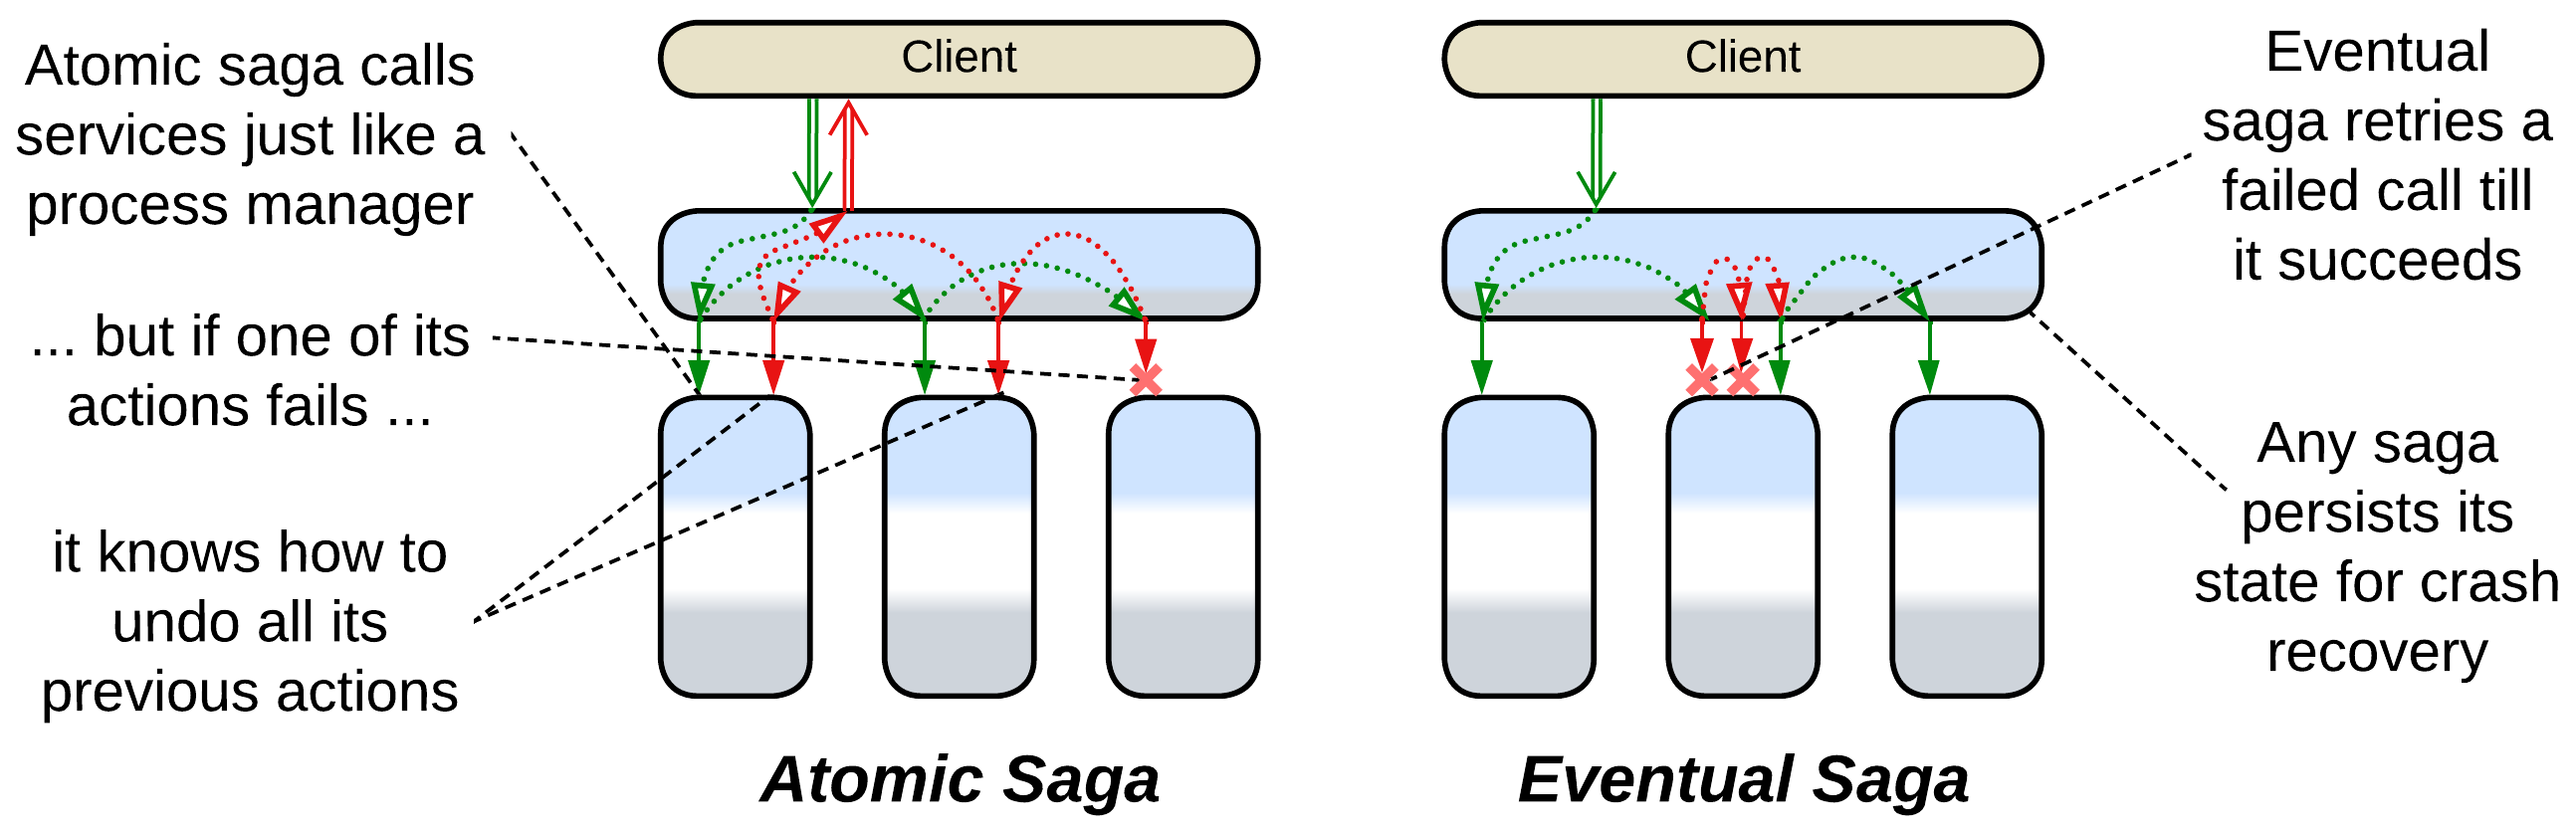 Atomic saga calls
services just like a
process manager
... but if one of its
actions fails ...
it knows how to
undo all its
previous actions
Client
Atomic Saga
Client
Eventual Saga
Eventual
saga retries a
failed call till
it succeeds
Any saga
persists its
state for crash
recovery